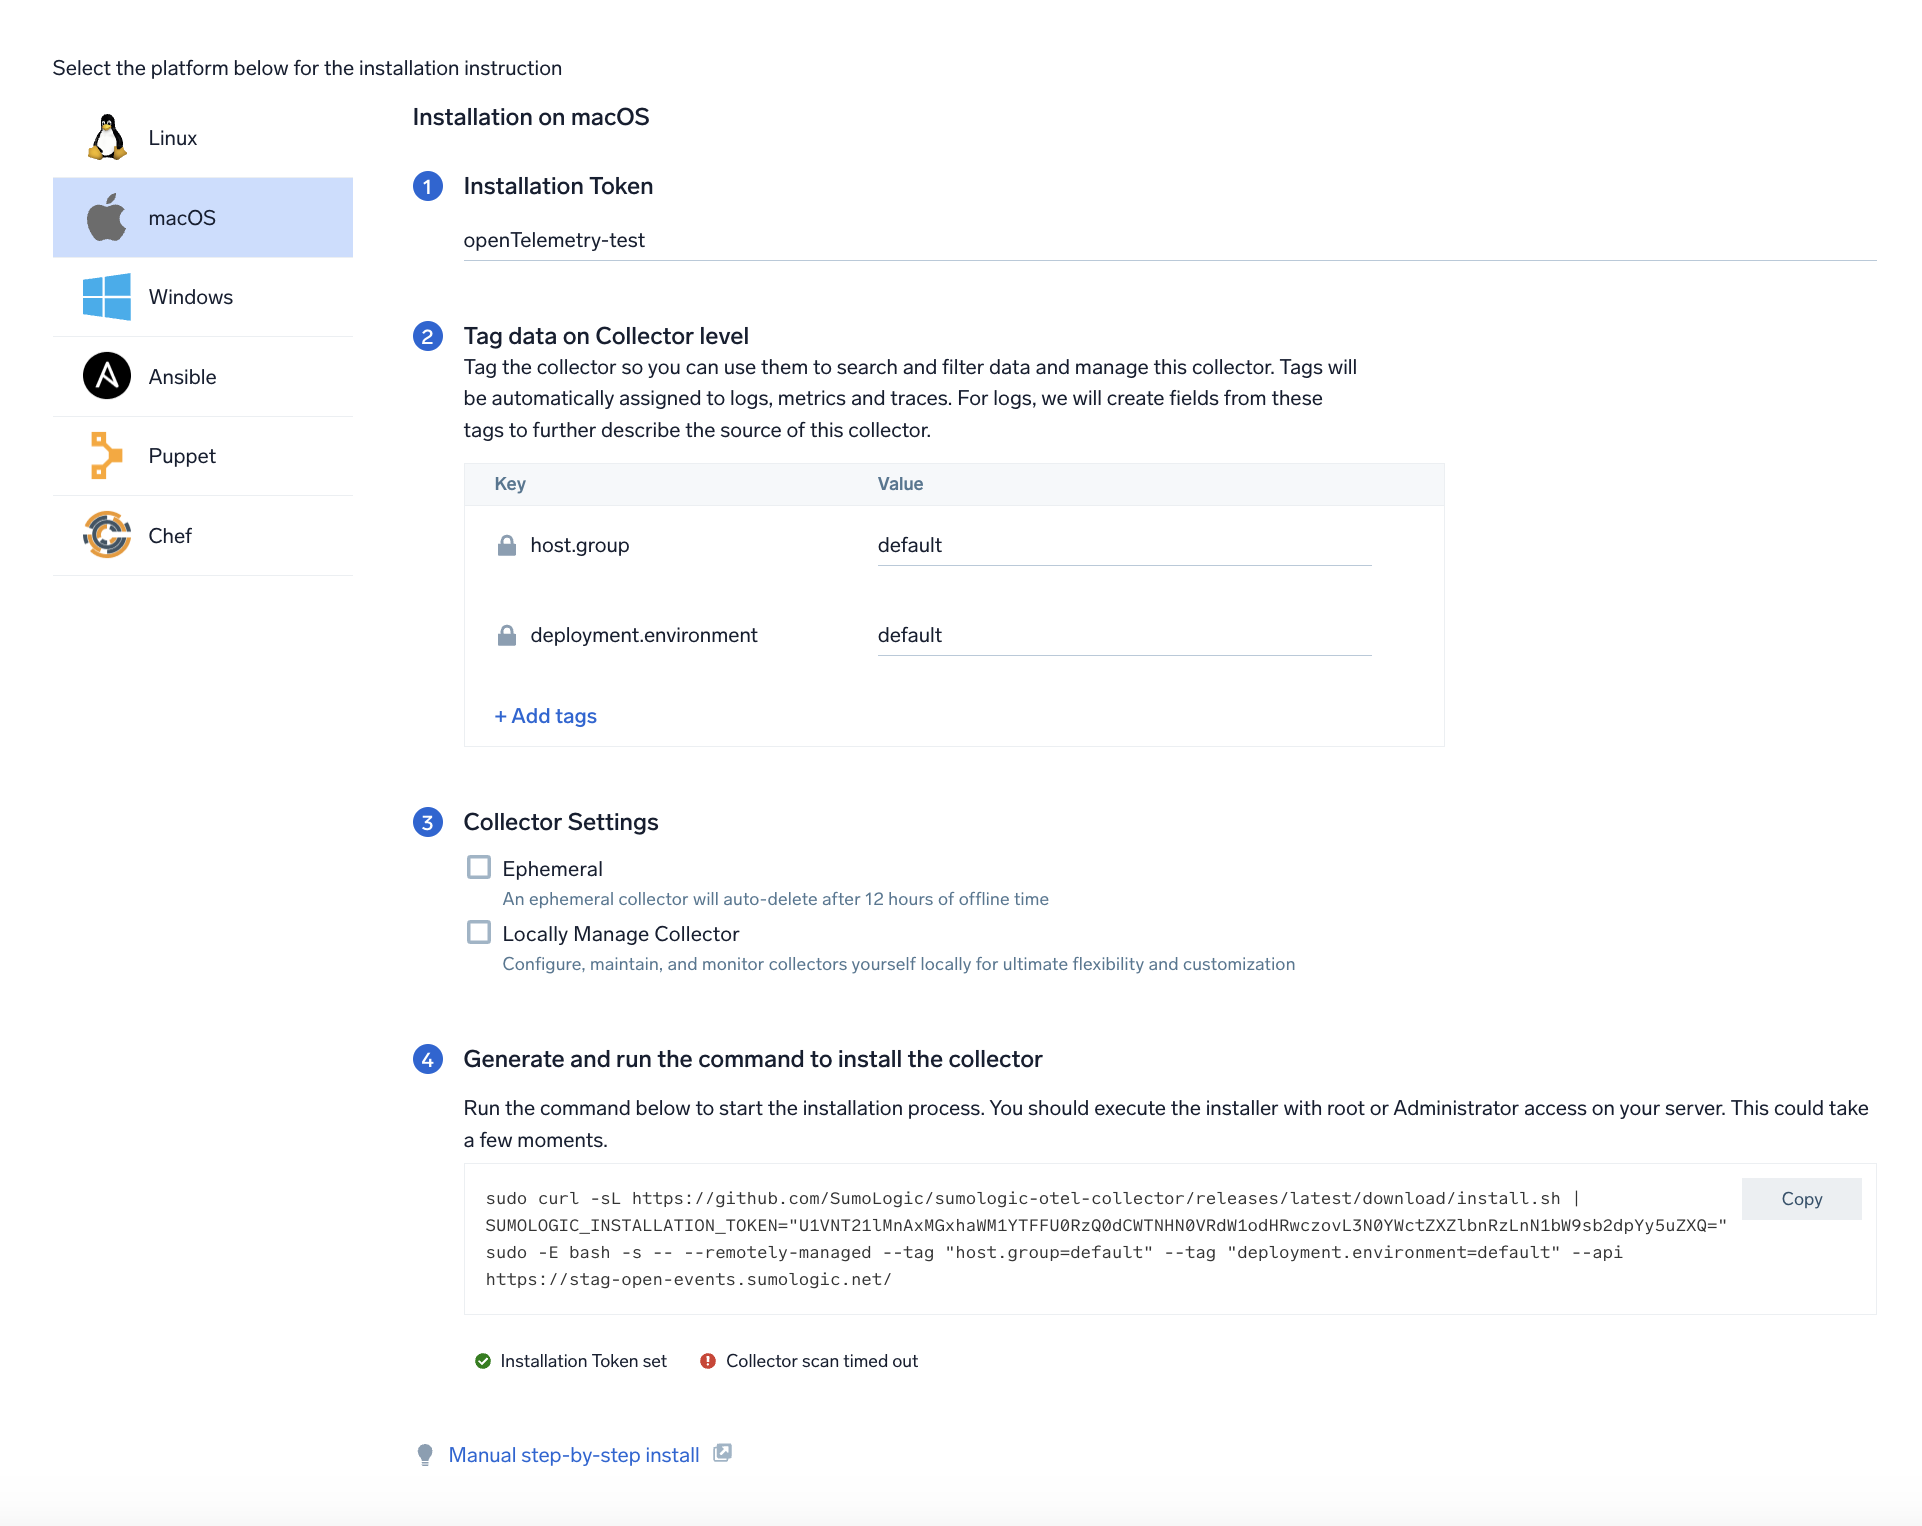 Select the platform below for the installation instruction
Linux
macOS
Windows
Ansible
Puppet
Chef
Installation on macOS
1 Installation Token
openTelemetry-test
2 Tag data on Collector level
Tag the collector so you can use them to search and filter data and manage this collector. Tags will
be automatically assigned to logs, metrics and traces. For logs, we will create fields from these
tags to further describe the source of this collector.
Key Value
host.group default
deployment.environment default
+ Add tags
3 Collector Settings
Ephemeral
An ephemeral collector will auto-delete after 12 hours of offline time
Locally Manage Collector
Configure, maintain, and monitor collectors yourself locally for ultimate flexibility and customization
4 Generate and run the command to install the collector
Run the command below to start the installation process. You should execute the installer with root or Administrator access on your server. This could take
a few moments.
sudo curl -sL https://github.com/SumoLogic/sumologic-otel-collector/releases/latest/download/install.sh |
SUMOLOGIC_INSTALLATION_TOKEN="U1VNT21lMnAxMGxhaWM1YTFFU0RzQ0dCWTNHN0VRdW1odHRwczovL3N0YWctZXZlbnRzLnN1bW9sb2dpYy5uZXQ="
sudo -E bash -s -- --remotely-managed --tag "host.group=default" --tag "deployment.environment=default" --api
https://stag-open-events.sumologic.net/
Copy
Installation Token set Collector scan timed out
Manual step-by-step install